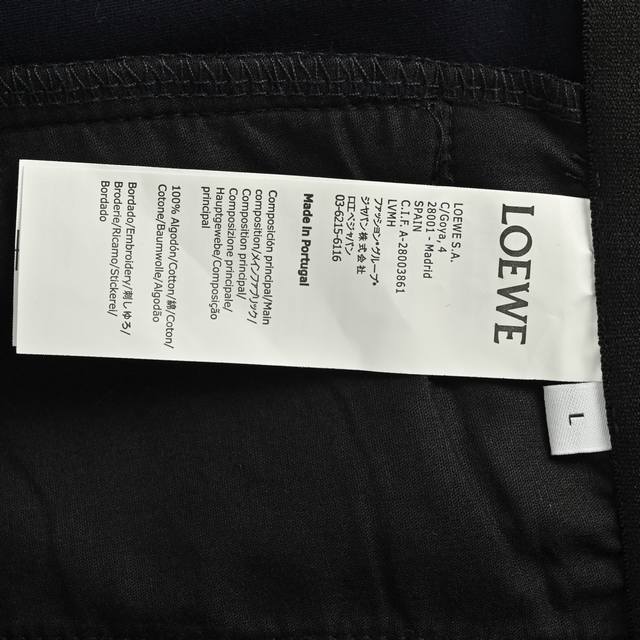 LOEWE
LOEWE S.A.
C/Goya, 4
28001 - Madrid
SPAIN
C.I.F. A-28003861
LVMH
ファッション・グループ・
ジャパン株式会社
ロエベジャパン
03-6215-6116
Made in Portugal
Composición principal/Main
composition/メインファブリック/
Composition principal/
Composizione principale/
Hauptgewebe/Composição
principal
100% Algodón/Cotton/綿/Coton/
Cotone/Baumwolle/Algodão
Bordado/Embroidery/刺しゅう/
Broderie/Ricamo/Stickerei/
Bordado
L